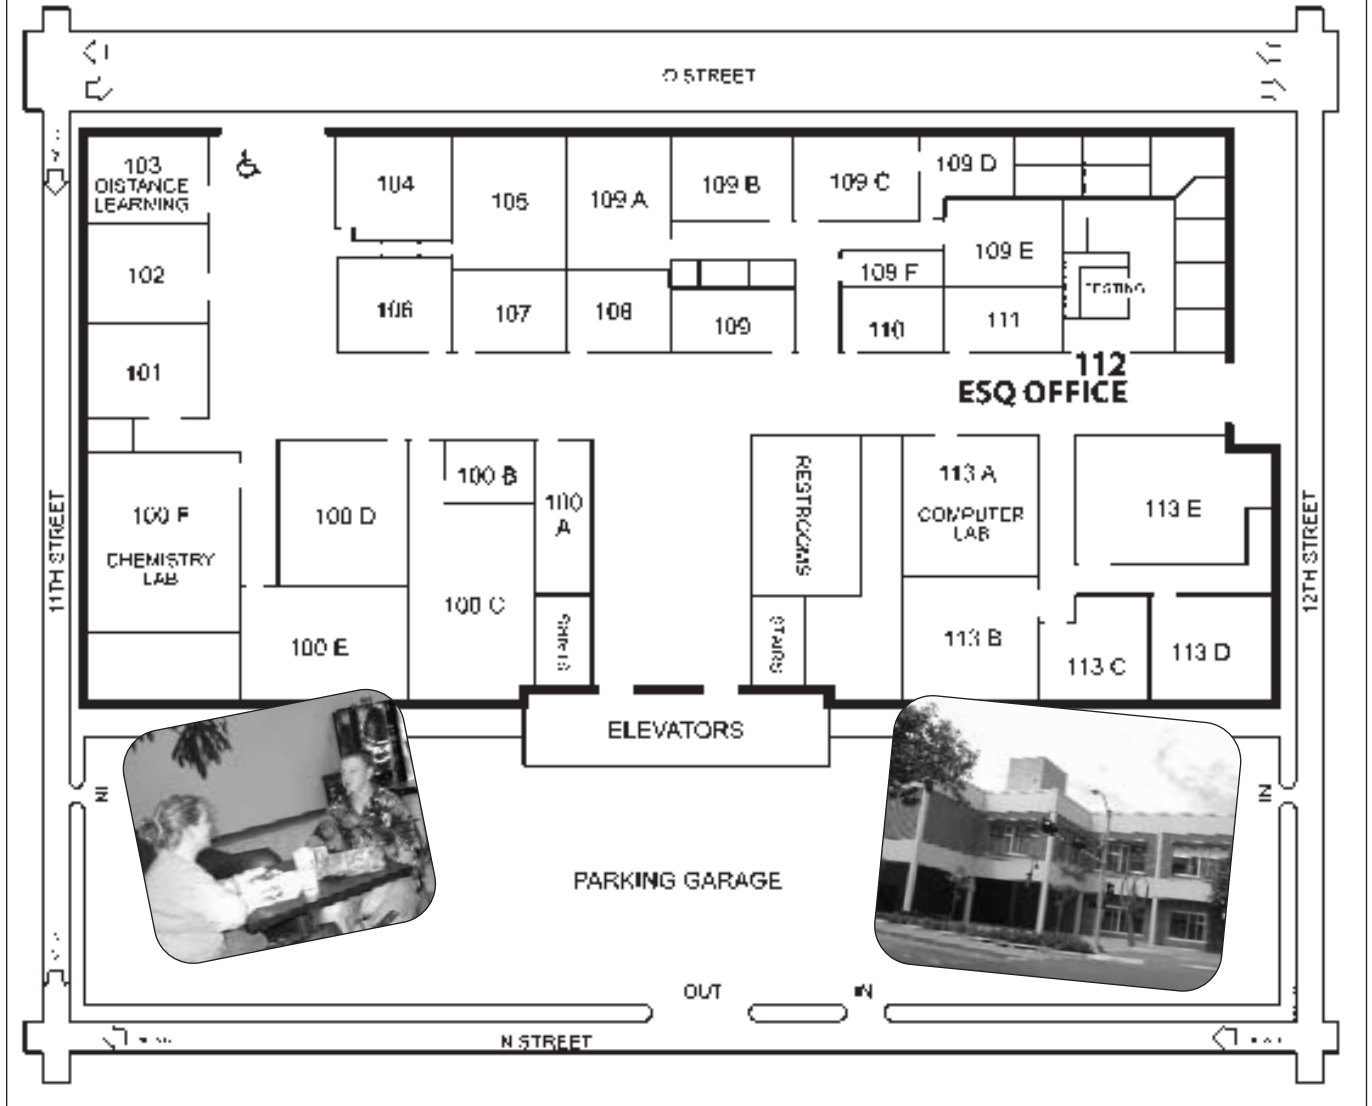 O STREET
103
DISTANCE
LEARNING
104
105
109 A
109 B
109 C
109 D
102
109 E
109 F
TESTING
106
107
108
109
110
111
101
112
ESQ OFFICE
100 F
CHEMISTRY
LAB
100 D
100 B
100
A
RESTROOMS
113 A
COMPUTER
LAB
113 E
11TH STREET
12TH STREET
100 C
100 E
STAIRS
STAIRS
113 B
113 C
113 D
ELEVATORS
IN
IN
PARKING GARAGE
OUT
IN
N STREET